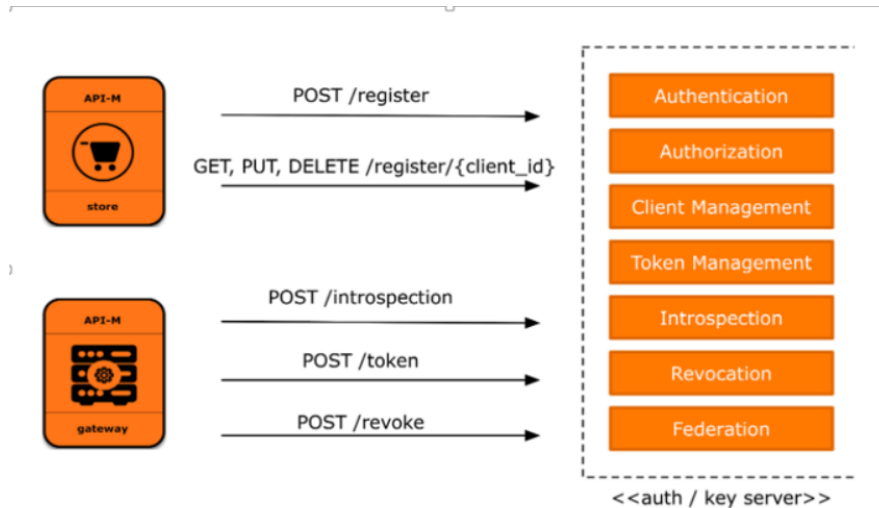 API-M
store
POST /register
GET, PUT, DELETE /register/{client_id}
API-M
gateway
POST /introspection
POST /token
POST /revoke
Authentication
Authorization
Client Management
Token Management
Introspection
Revocation
Federation
<<auth / key server>>